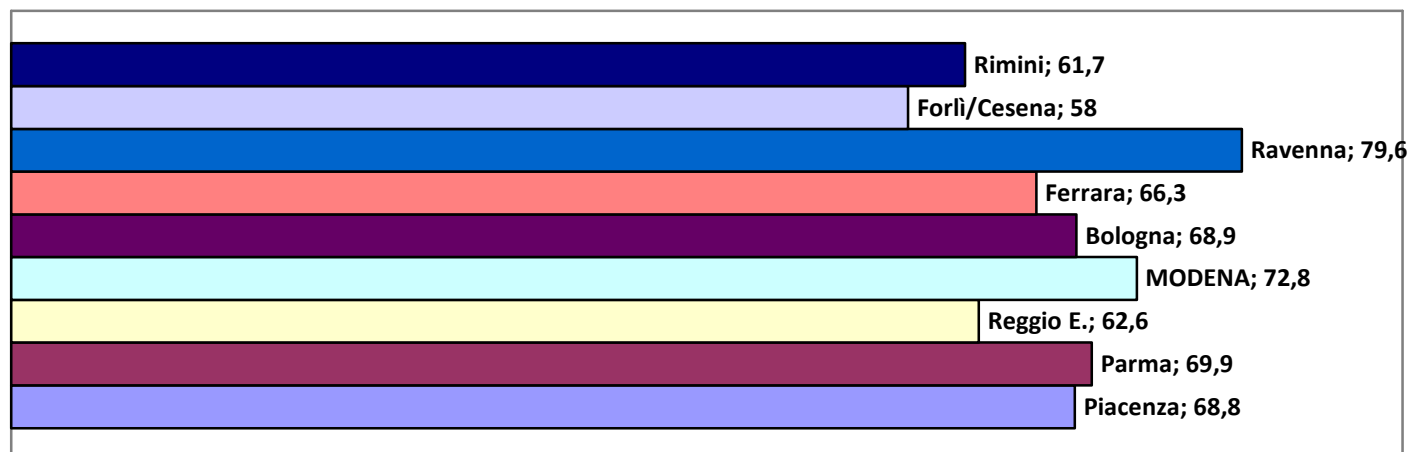 Rimini; 61,7
Forlì/Cesena; 58
Ravenna; 79,6
Ferrara; 66,3
Bologna; 68,9
MODENA; 72,8
Reggio E.; 62,6
Parma; 69,9
Piacenza; 68,8